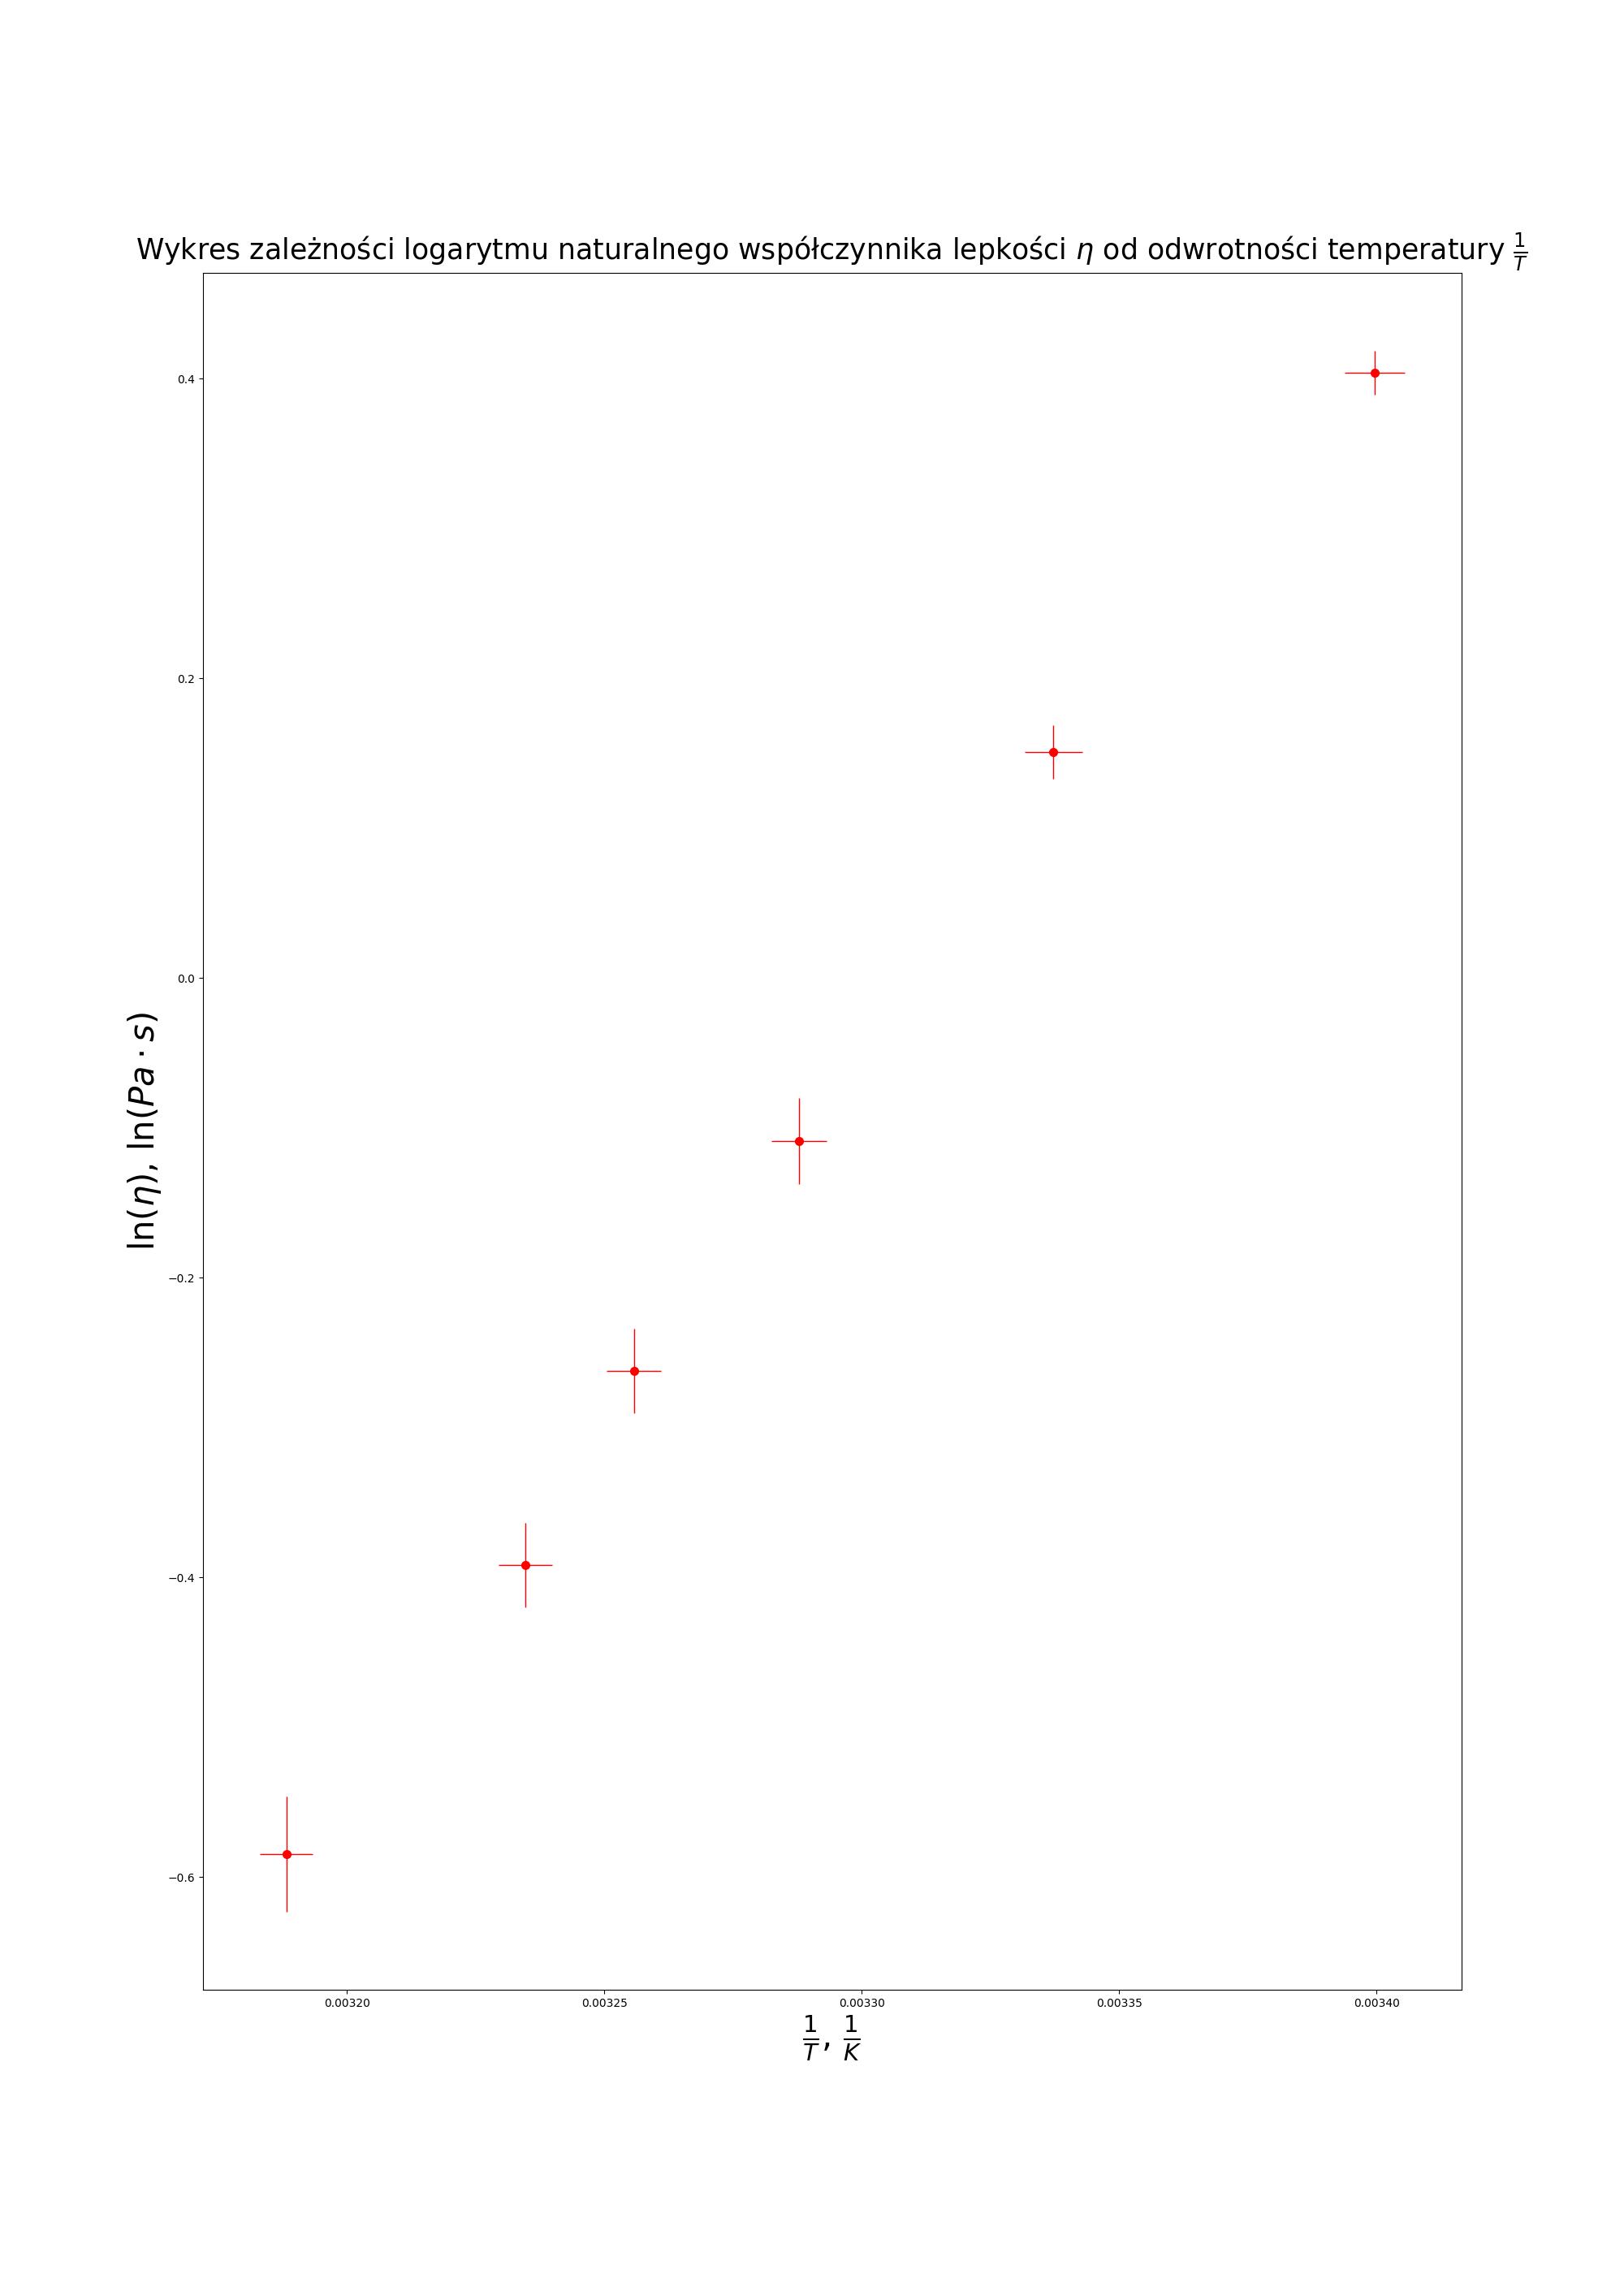 Wykres zależności logarytmu naturalnego współczynnika lepkości η od odwrotności temperatury 1/T
0.4
0.2
0.0
−0.2
−0.4
−0.6
ln(η), ln(Pa · s)
0.00320 0.00325 0.00330 0.00335 0.00340
1/T, 1/K